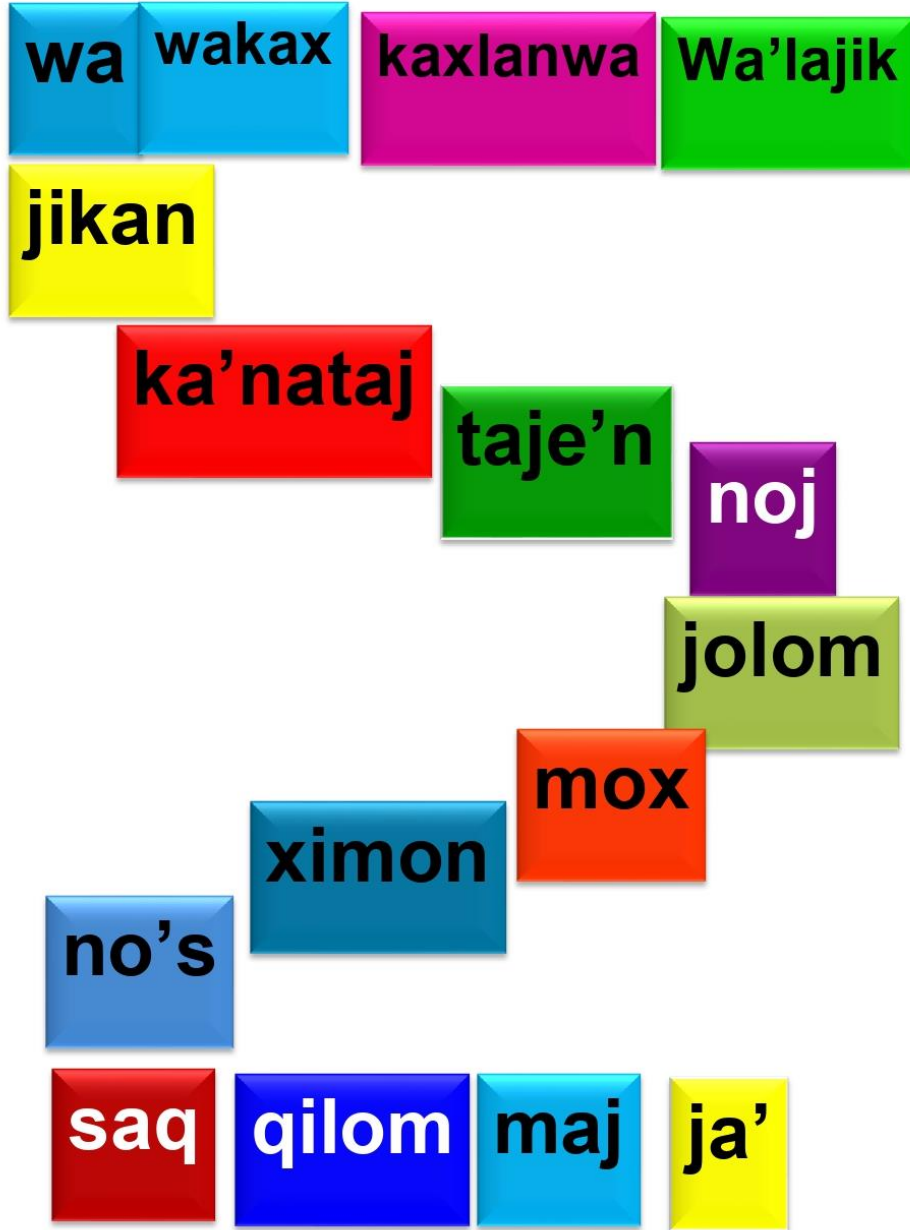 wa wakax kaxlanwa Wa’lajik
jikan
ka’nataj
taje’n
noj
jolom
mox
ximon
no’s
saq qilom maj ja’